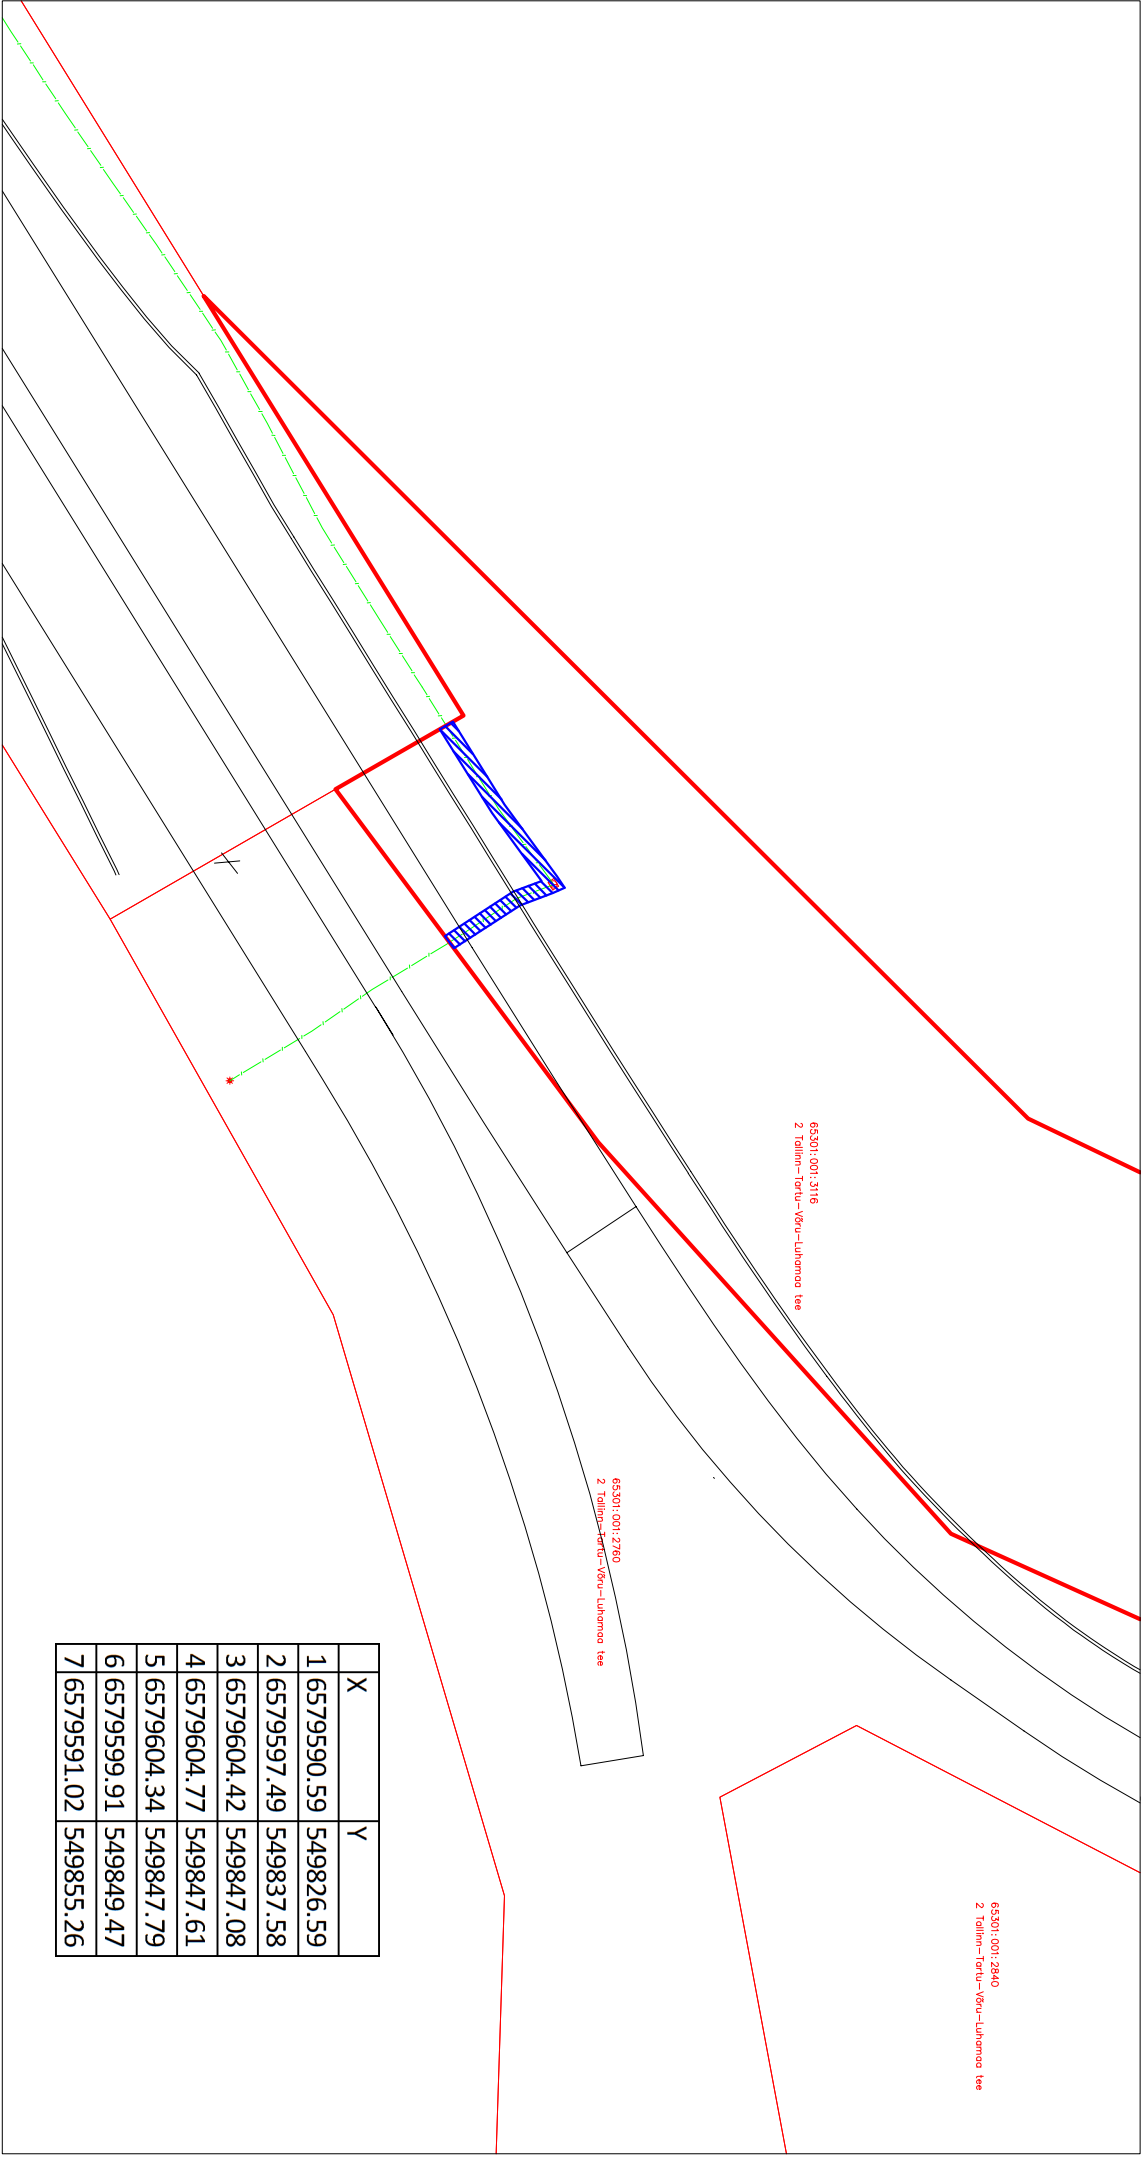 65301:001:3116
2 Tallinn-Tartu-Võru-Luhamaa tee
65301:001:2760
2 Tallinn-Tartu-Võru-Luhamaa tee
65301:001:2840
2 Tallinn-Tartu-Võru-Luhamaa tee
X Y
1 6579590.59 549826.59
2 6579597.49 549837.58
3 6579604.42 549847.08
4 6579604.77 549847.61
5 6579604.34 549847.79
6 6579599.91 549849.47
7 6579591.02 549855.26